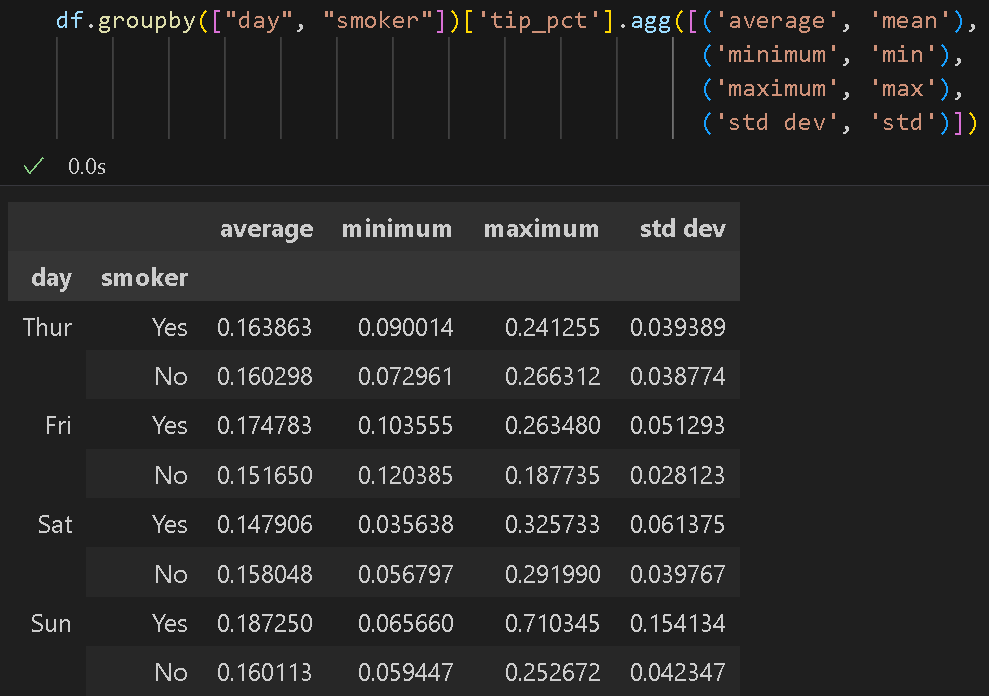 df.groupby(["day", "smoker"])['tip_pct'].agg([('average', 'mean'),
('minimum', 'min'),
('maximum', 'max'),
('std dev', 'std')])
0.0s
average minimum maximum std dev
day smoker
Thur Yes 0.163863 0.090014 0.241255 0.039389
No 0.160298 0.072961 0.266312 0.038774
Fri Yes 0.174783 0.103555 0.263480 0.051293
No 0.151650 0.120385 0.187735 0.028123
Sat Yes 0.147906 0.035638 0.325733 0.061375
No 0.158048 0.056797 0.291990 0.039767
Sun Yes 0.187250 0.065660 0.710345 0.154134
No 0.160113 0.059447 0.252672 0.042347